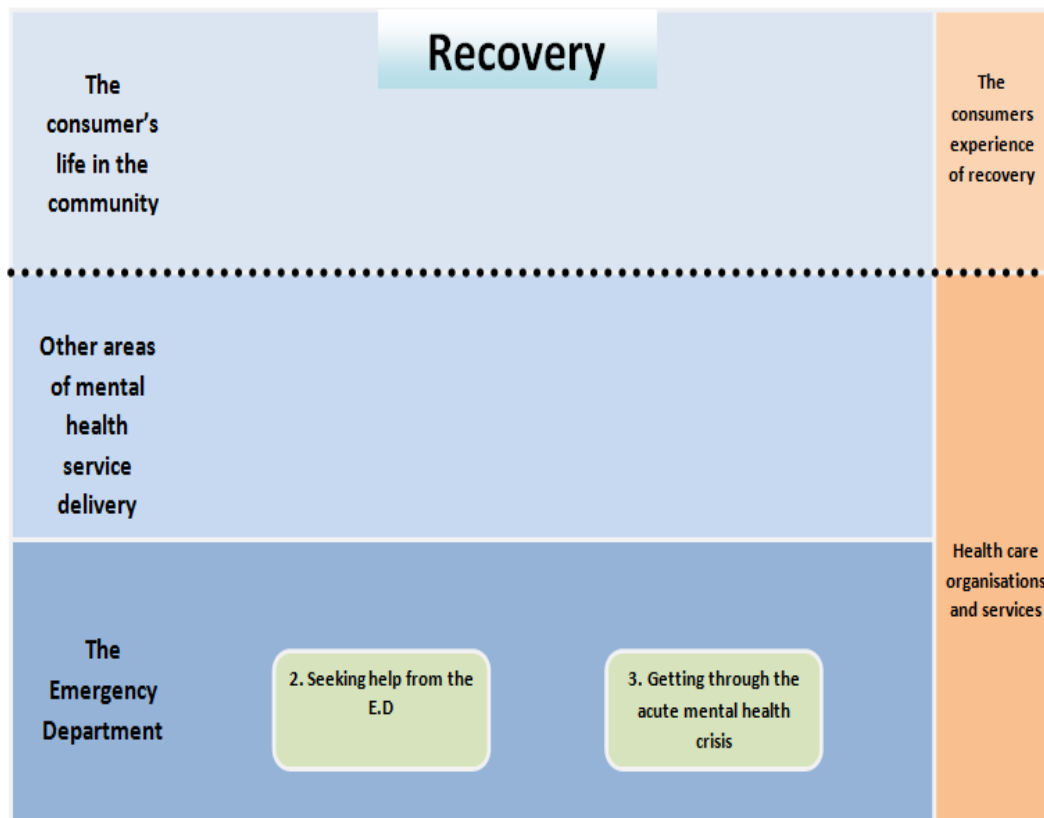 Recovery
The
consumer's
life in the
community
The
consumers
experience
of recovery
Other areas
of mental
health
service
delivery
Health care
organisations
and services
The
Emergency
Department
2. Seeking help from the
E.D
3. Getting through the
acute mental health
crisis